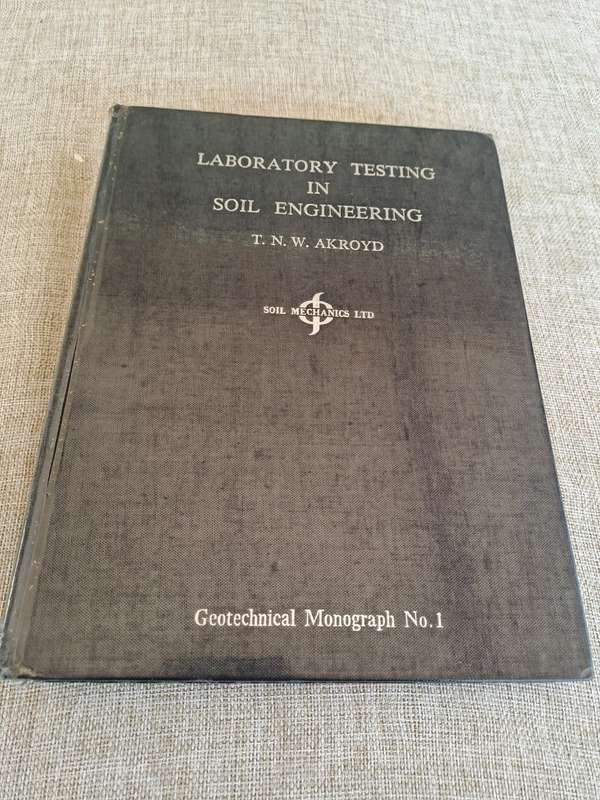 LABORATORY TESTING
IN
SOIL ENGINEERING
T. N. W. AKROYD
SOIL MECHANICS LTD
Geotechnical Monograph No.1